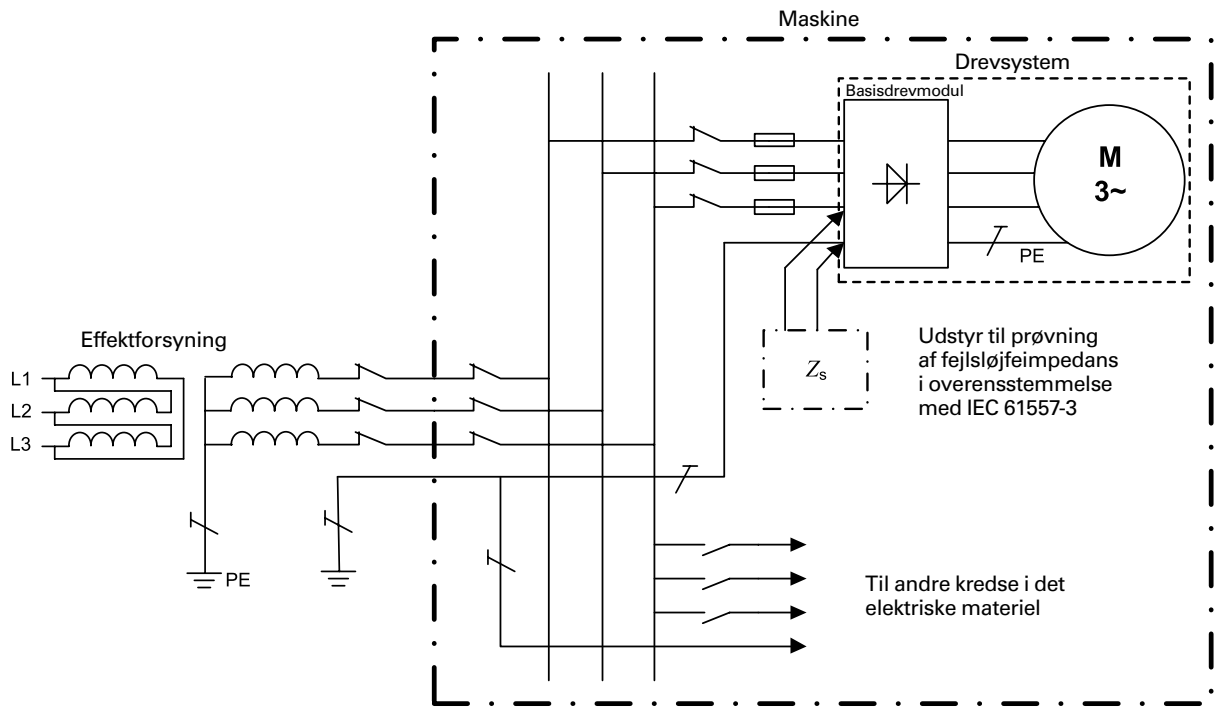 Maskine
Drevsystem
Basisdrevmodul
M
3~
PE
Effektforsyning
L1
L2
L3
Zs
Udstyr til prøvning
af fejlsløjfeimpedans
i overensstemmelse
med IEC 61557-3
PE
Til andre kredse i det
elektriske materiel